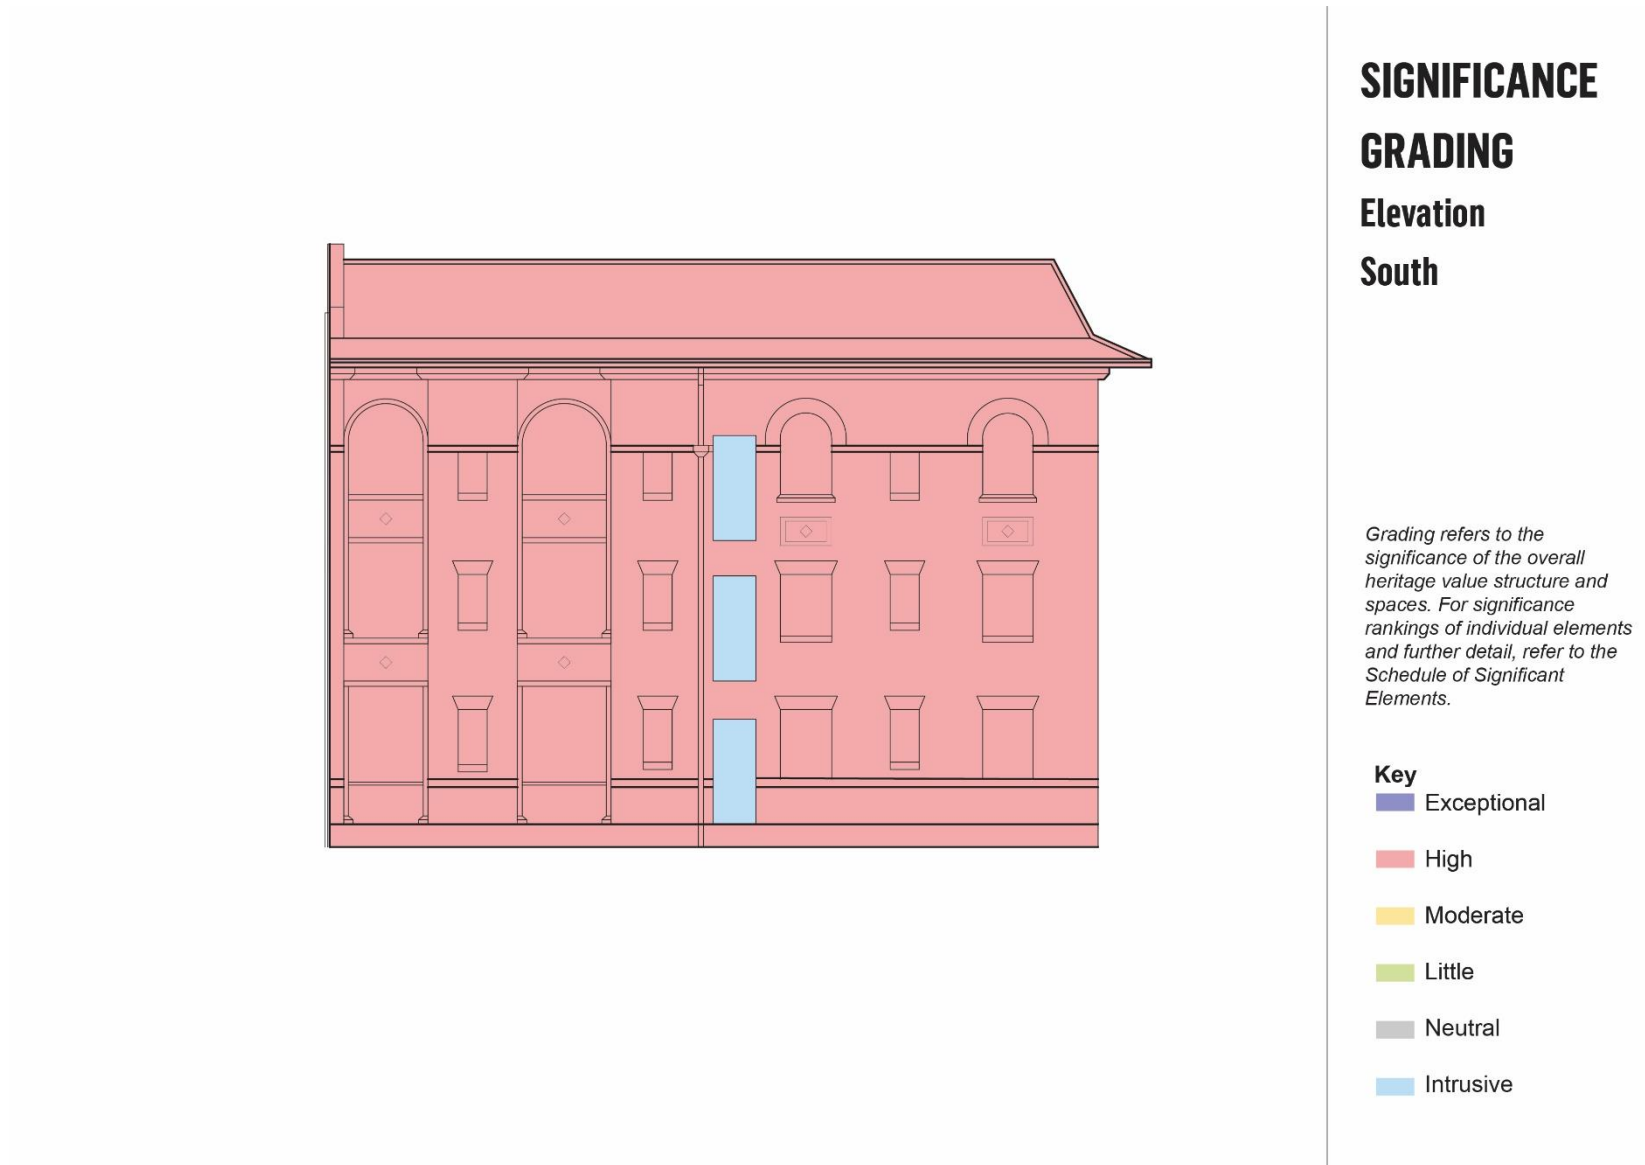 SIGNIFICANCE
GRADING
Elevation
South
Grading refers to the
significance of the overall
heritage value structure and
spaces. For significance
rankings of individual elements
and further detail, refer to the
Schedule of Significant
Elements.
Key
Exceptional
High
Moderate
Little
Neutral
Intrusive